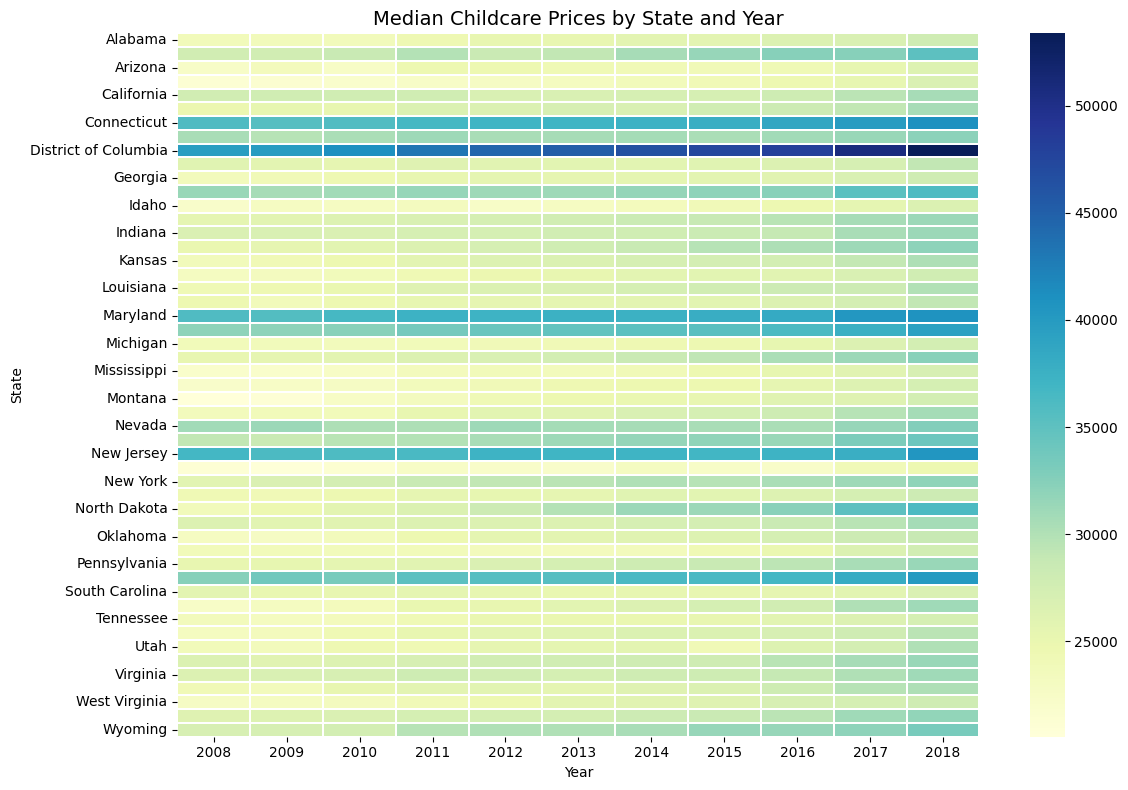 Median Childcare Prices by State and Year
State
Alabama
Arizona
California
Connecticut
District of Columbia
Georgia
Idaho
Indiana
Kansas
Louisiana
Maryland
Michigan
Mississippi
Montana
Nevada
New Jersey
New York
North Dakota
Oklahoma
Pennsylvania
South Carolina
Tennessee
Utah
Virginia
West Virginia
Wyoming
2008 2009 2010 2011 2012 2013 2014 2015 2016 2017 2018
Year
50000
45000
40000
35000
30000
25000